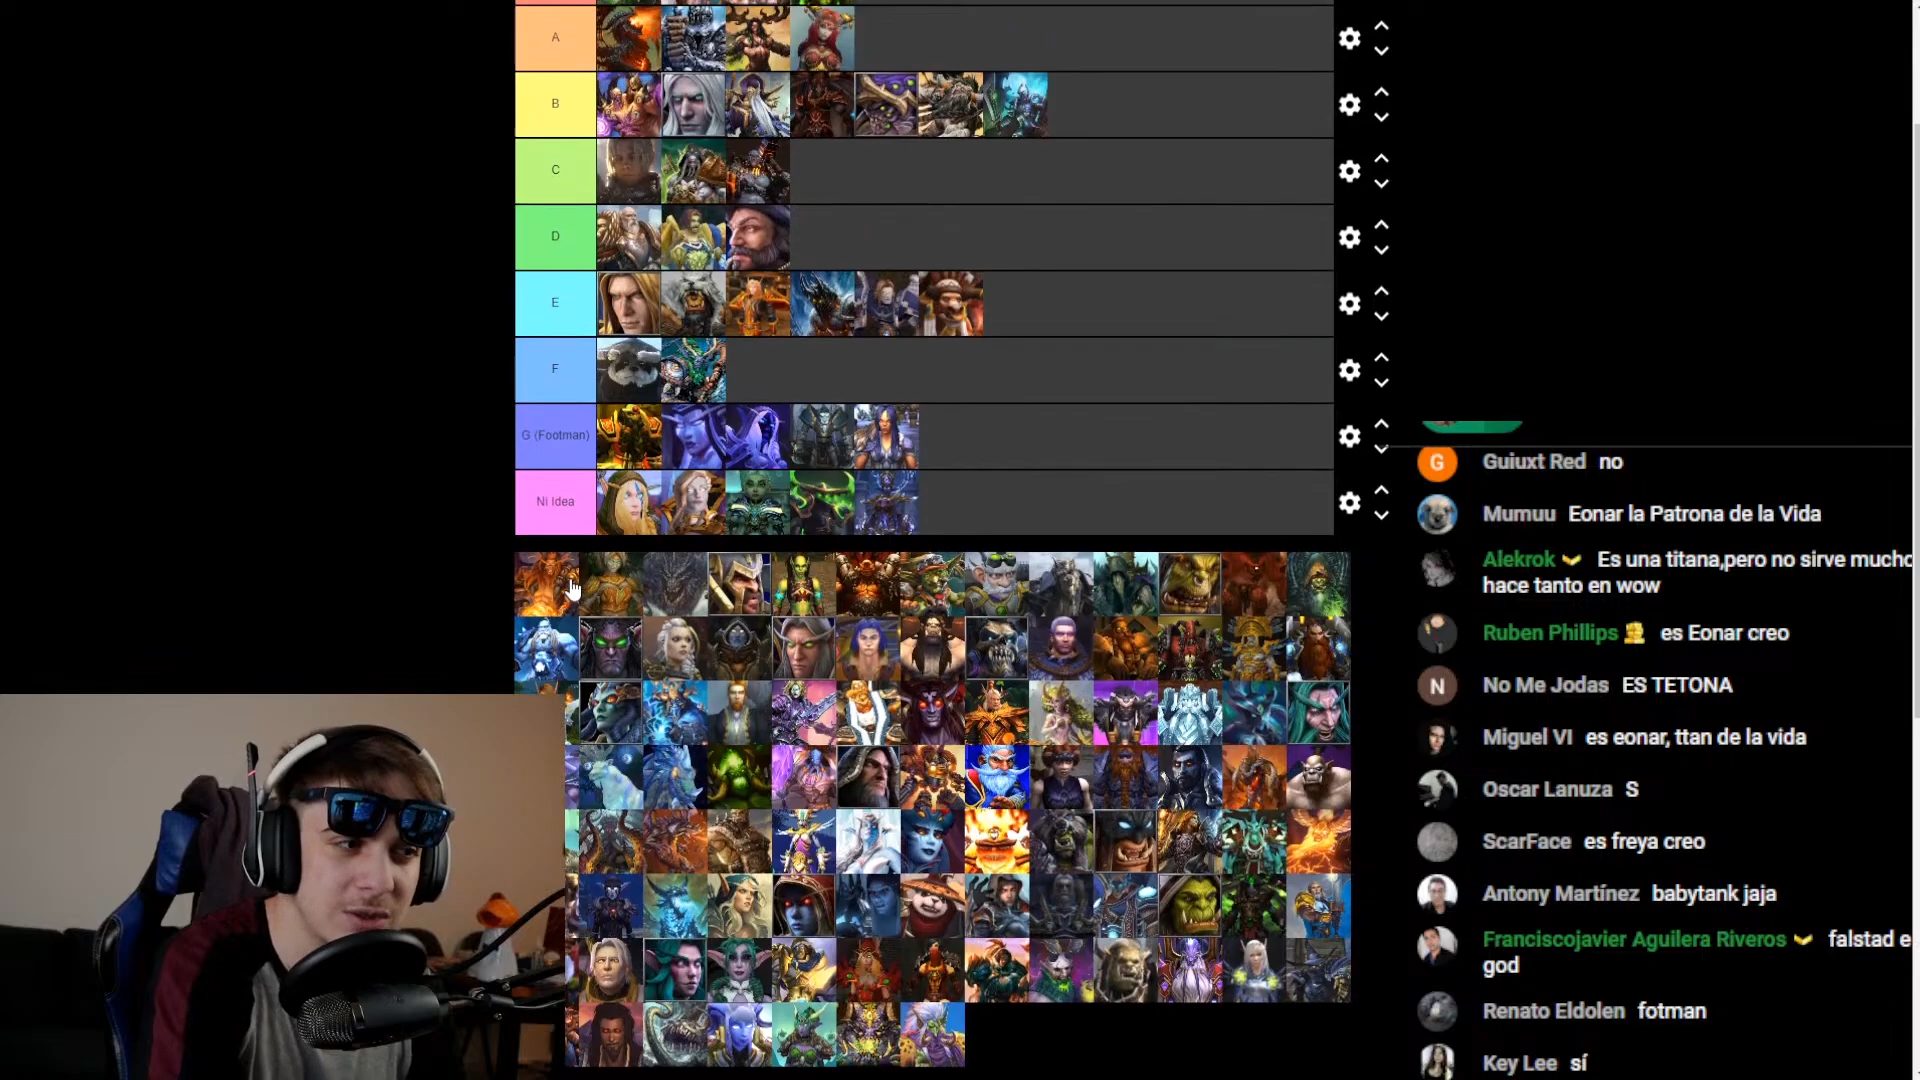 A
B
C
D
E
F
G (Footman)
Ni Idea
G Guiuxt Red no
Mumuu Eonar la Patrona de la Vida
Alekrok Es una titana,pero no sirve mucho
hace tanto en wow
Ruben Phillips es Eonar creo
N No Me Jodas ES TETONA
Miguel VI es eonar, ttan de la vida
Oscar Lanuza S
ScarFace es freya creo
Antony Martínez babytank jaja
Franciscojavier Aguilera Riveros falstad e
god
Renato Eldolen fotman
Key Lee sí